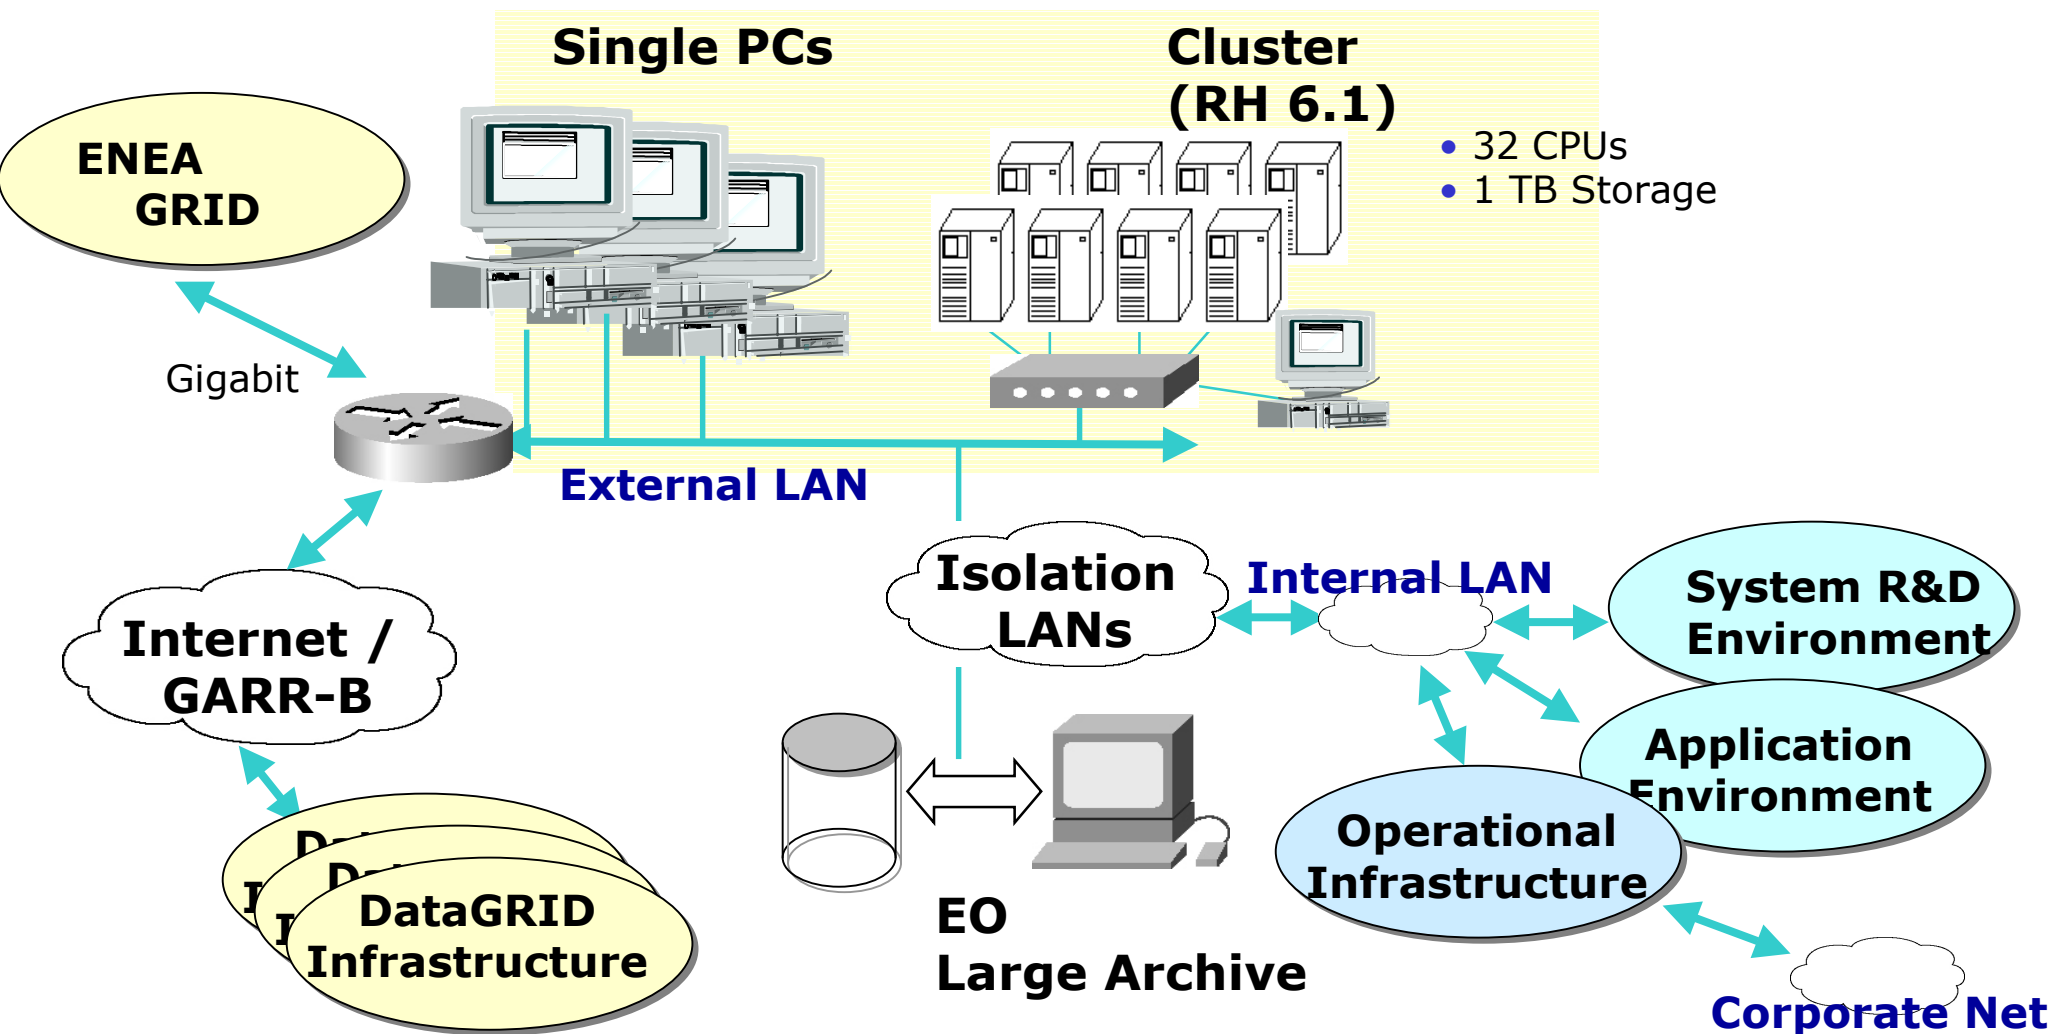 Single PCs
Cluster
(RH 6.1)
• 32 CPUs
• 1 TB Storage
ENEA
GRID
Gigabit
External LAN
Isolation
LANs
Internal LAN
System R&D
Environment
Internet /
GARR-B
Application
Environment
Operational
Infrastructure
DataGRID
Infrastructure
EO
Large Archive
Corporate Net